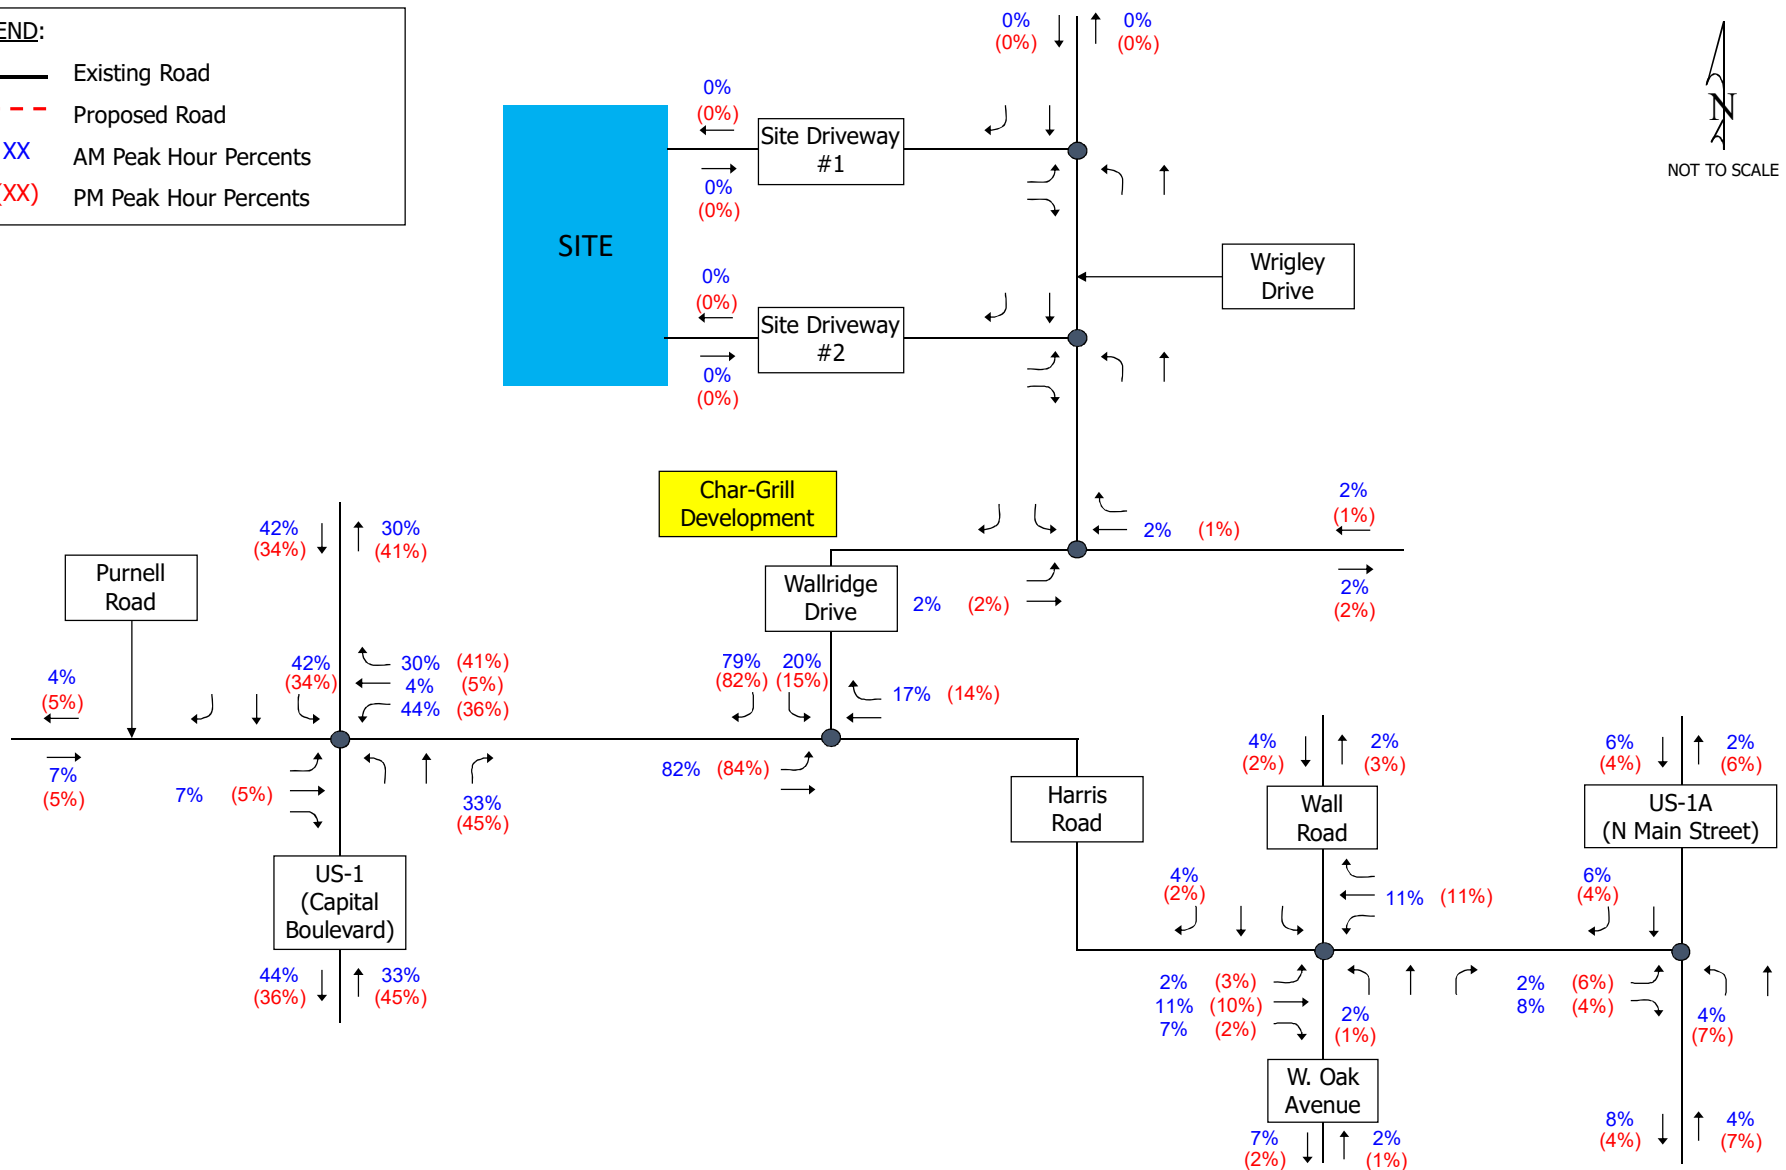 END:
Existing Road
Proposed Road
XX AM Peak Hour Percents
(XX) PM Peak Hour Percents
0% 0%
(0%) (0%)
N
NOT TO SCALE
0%
(0%)
Site Driveway
#1
0%
(0%)
SITE
Wrigley
Drive
0%
(0%)
Site Driveway
#2
0%
(0%)
Char-Grill
Development
2%
(1%)
2% (1%)
2%
(2%)
42% 30%
(34%) (41%)
Purnell
Road
Wallridge
Drive
2% (2%)
4%
(5%)
42%
(34%)
30% (41%)
4% (5%)
44% (36%)
79% 20%
(82%) (15%)
17% (14%)
7%
(5%)
7% (5%)
33%
(45%)
82% (84%)
Harris
Road
4% 2%
(2%) (3%)
Wall
Road
6% 2%
(4%) (6%)
US-1A
(N Main Street)
US-1
(Capital
Boulevard)
4%
(2%)
11% (11%)
6%
(4%)
44% 33%
(36%) (45%)
2% (3%)
11% (10%)
7% (2%)
2%
(1%)
2% (6%)
8% (4%)
4%
(7%)
W. Oak
Avenue
7% 2%
(2%) (1%)
8% 4%
(4%) (7%)